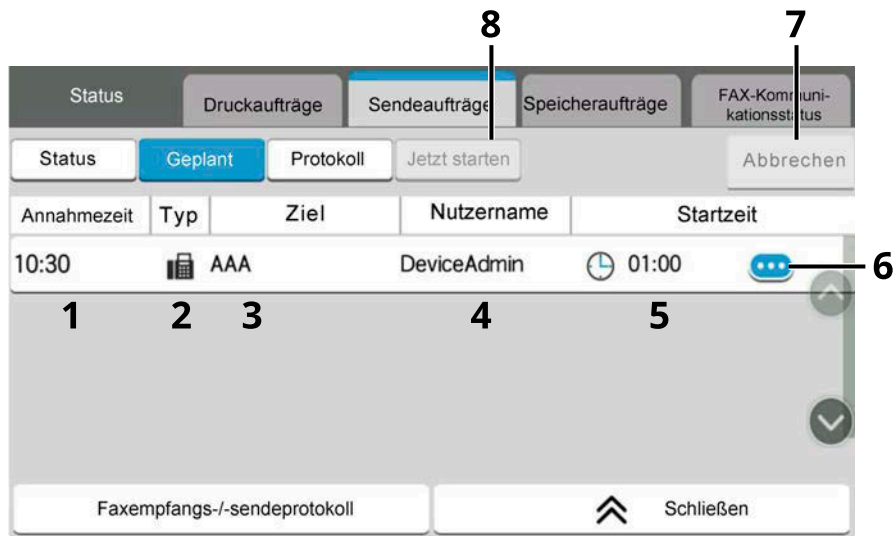 8 7
Status Druckaufträge Sendeaufträge Speicheraufträge FAX-Kommuni-
kationsstatus
Status Geplant Protokoll Jetzt starten Abbrechen
Annahmezeit Typ Ziel Nutzername Startzeit
10:30 AAA DeviceAdmin 01:00 6
1 2 3 4 5
Faxempfangs-/-sendeprotokoll Schließen